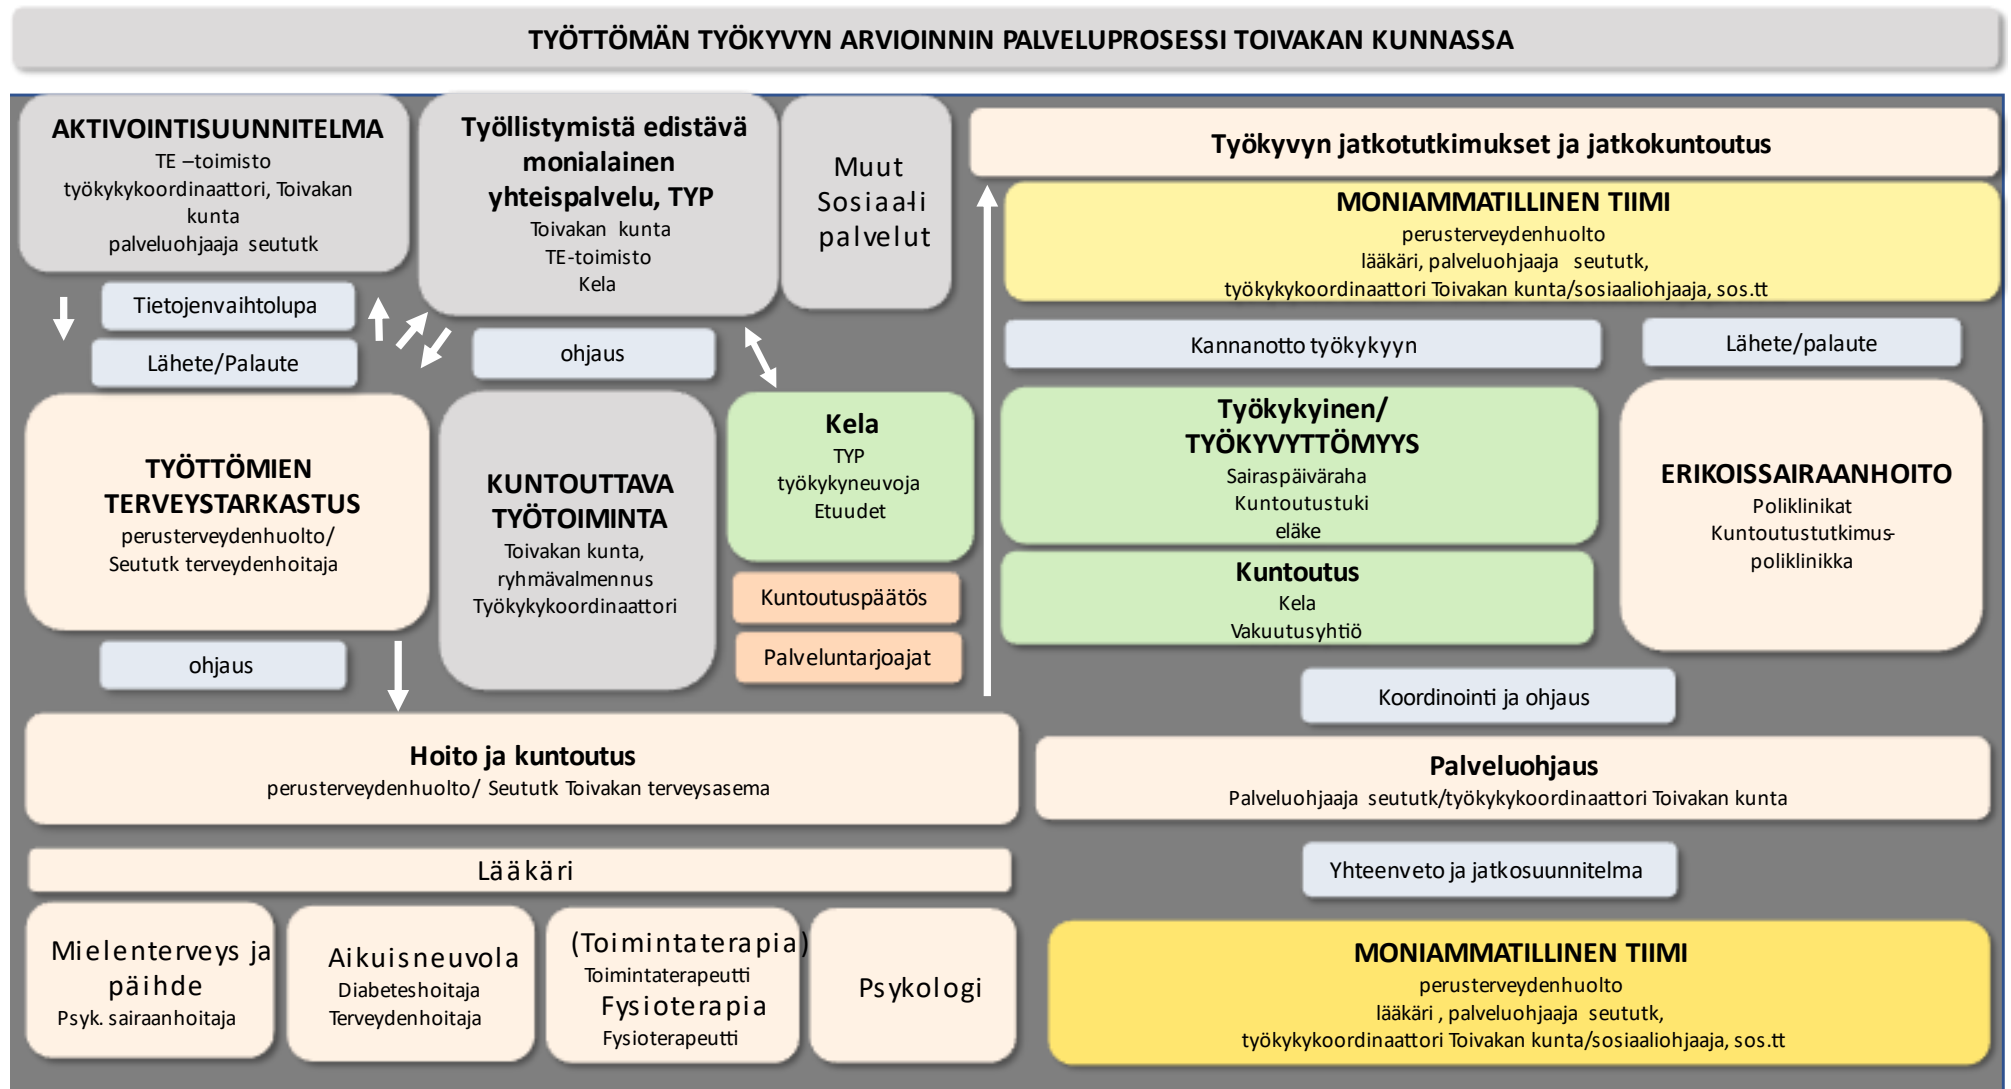 TYÖTTÖMÄN TYÖKYVYN ARVIOINNIN PALVELUPROSESSI TOIVAKAN KUNNASSA
AKTIVOINTISUUNNITELMA
TE –toimisto
työkykykoordinaattori, Toivakan
kunta
palveluohjaaja seututk
Tietojenvaihtolupa
Lähete/Palaute
TYÖTTÖMIEN
TERVEYSTARKASTUS
perusterveydenhuolto/
Seututk terveydenhoitaja
ohjaus
Työllistymistä edistävä
monialainen
yhteispalvelu, TYP
Toivakan kunta
TE-toimisto
Kela
ohjaus
KUNTOUTTAVA
TYÖTOIMINTA
Toivakan kunta,
ryhmävalmennus
Työkykykoordinaattori
Muut
Sosiaali-
palvelut
Kela
TYP
työkykyneuvoja
Etuudet
Kuntoutuspäätös
Palveluntarjoajat
Hoito ja kuntoutus
perusterveydenhuolto/ Seututk Toivakan terveysasema
Lääkäri
Mielenterveys ja
päihde
Psyk. sairaanhoitaja
Aikuisneuvola
Diabeteshoitaja
Terveydenhoitaja
(Toimintaterapia)
Toimintaterapeutti
Fysioterapia
Fysioterapeutti
Psykologi
Työkyvyn jatkotutkimukset ja jatkokuntoutus
MONIAMMATILLINEN TIIMI
perusterveydenhuolto
lääkäri, palveluohjaaja seututk,
työkykykoordinaattori Toivakan kunta/sosiaaliohjaaja, sos.tt
Kannanotto työkykyyn
Lähete/palaute
Työkykyinen/
TYÖKYVYTTÖMYYS
Sairaspäiväraha
Kuntoutustuki
eläke
Kuntoutus
Kela
Vakuutusyhtiö
ERIKOISSAIRAANHOITO
Poliklinikat
Kuntoutustutkimus-
poliklinikka
Koordinointi ja ohjaus
Palveluohjaus
Palveluohjaaja seututk/työkykykoordinaattori Toivakan kunta
Yhteenveto ja jatkosuunnitelma
MONIAMMATILLINEN TIIMI
perusterveydenhuolto
lääkäri , palveluohjaaja seututk,
työkykykoordinaattori Toivakan kunta/sosiaaliohjaaja, sos.tt